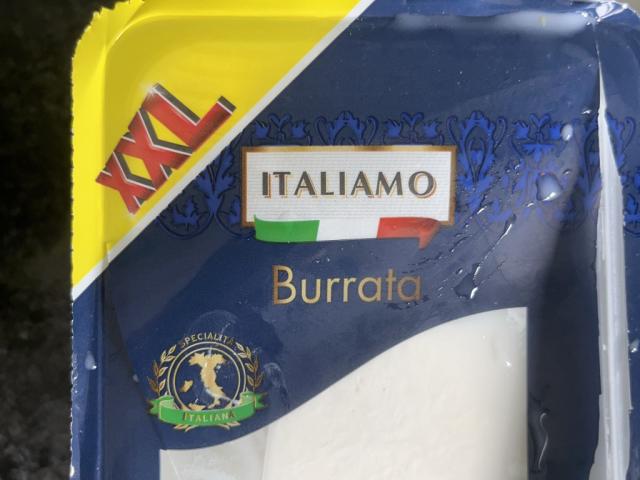 XXL
ITALIAMO
Burrata
SPECIALITÀ
ITALIANA